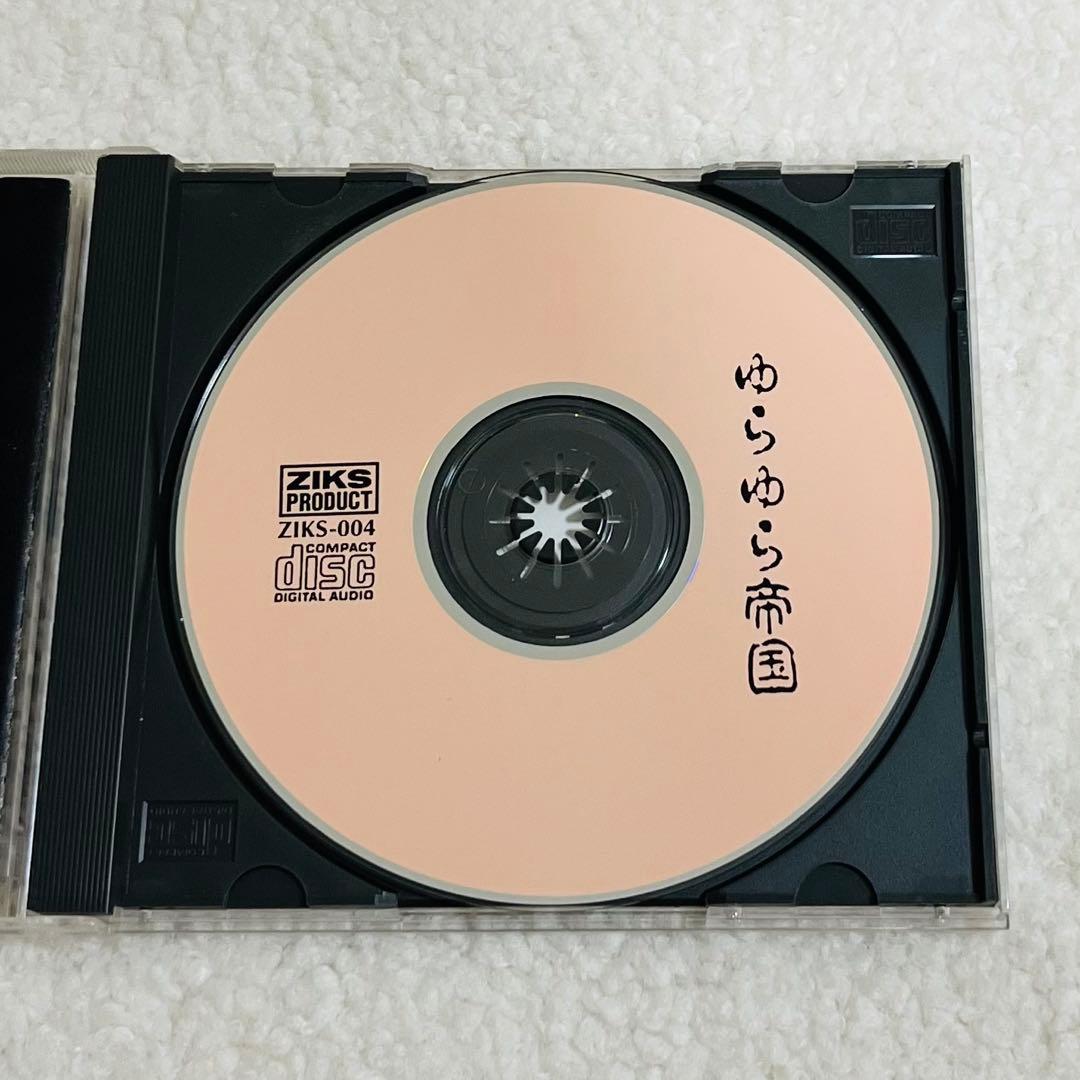 ZIKS
PRODUCT
ZIKS-004
COMPACT
disc
DIGITAL AUDIO
ゆらゆら帝国